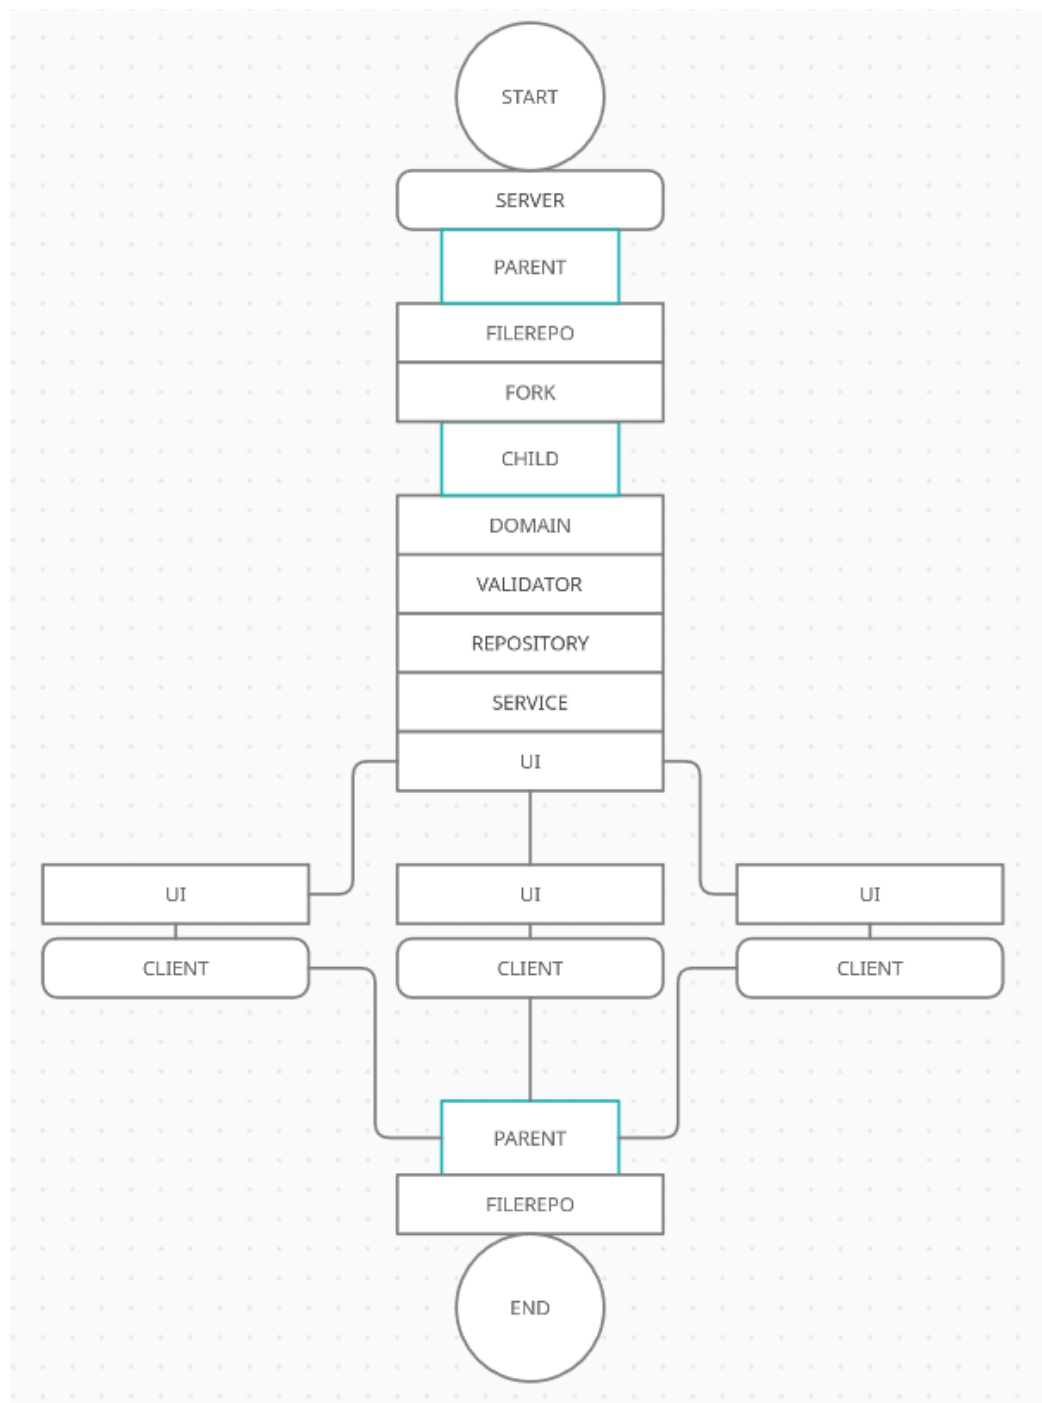 START
SERVER
PARENT
FILEREPO
FORK
CHILD
DOMAIN
VALIDATOR
REPOSITORY
SERVICE
UI
UI
UI
UI
CLIENT
CLIENT
CLIENT
PARENT
FILEREPO
END